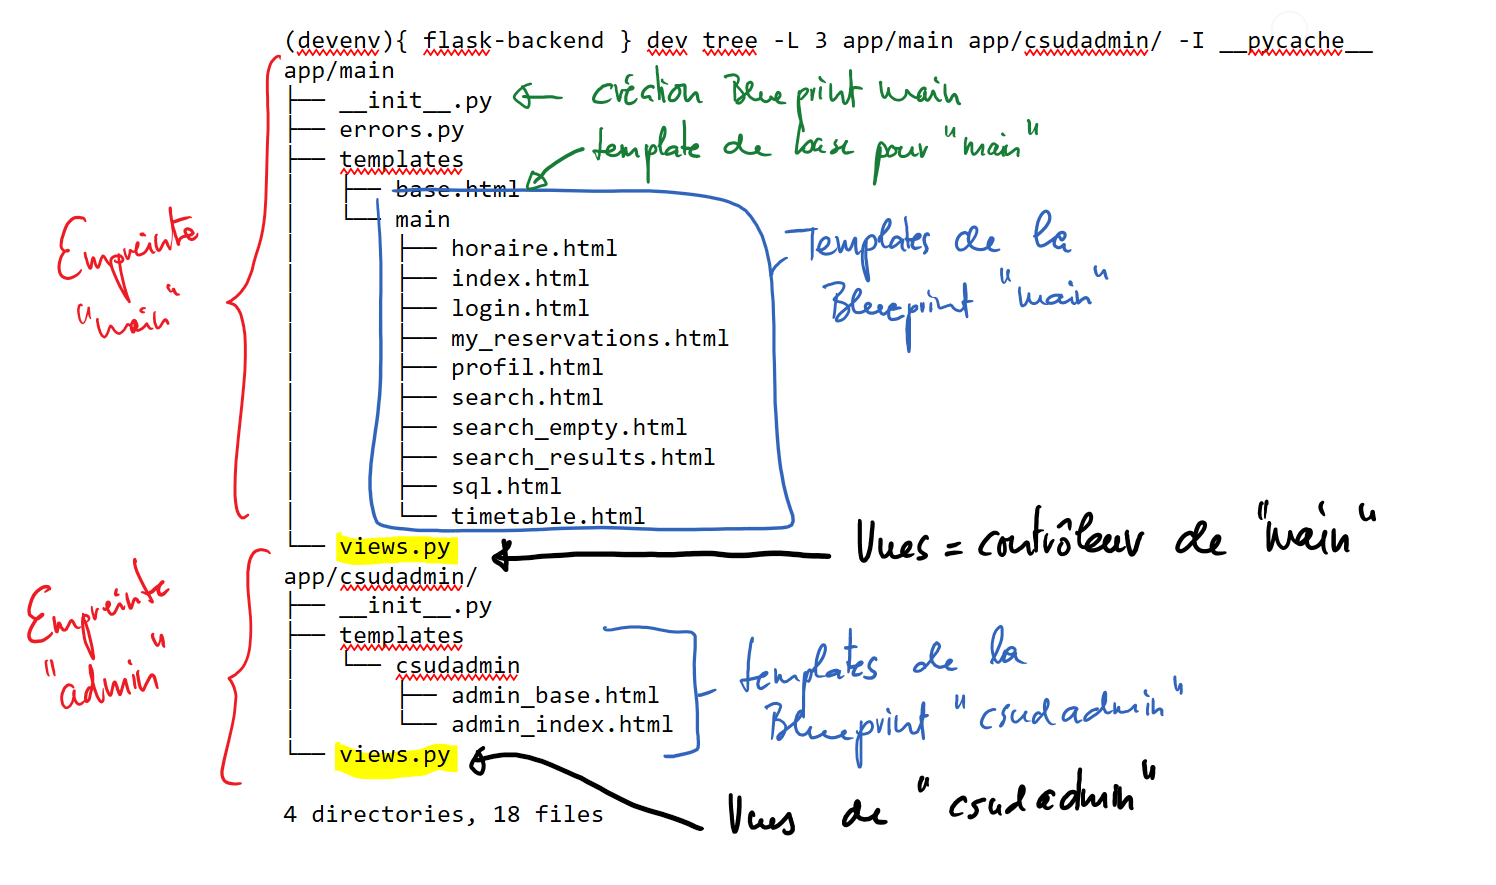 (devenv){ flask-backend } dev tree -L 3 app/main app/csudadmin/ -I __pycache__
app/main
├── __init__.py ← création Blueprint main
├── errors.py
├── templates template de base pour "main"
│   ├── base.html
│   └── main
│       ├── horaire.html
│       ├── index.html
│       ├── login.html
│       ├── my_reservations.html
│       ├── profil.html
│       ├── search.html
│       ├── search_empty.html
│       ├── search_results.html
│       ├── sql.html
│       └── timetable.html
└── views.py
Empreinte
"main"
Templates de la
Blueprint "main"
Vues = contrôleur de "main"
app/csudadmin/
├── __init__.py
├── templates
│   └── csudadmin
│       ├── admin_base.html
│       └── admin_index.html
└── views.py
Empreinte
"admin"
templates de la
Blueprint "csudadmin"
Vues de "csudadmin"
4 directories, 18 files